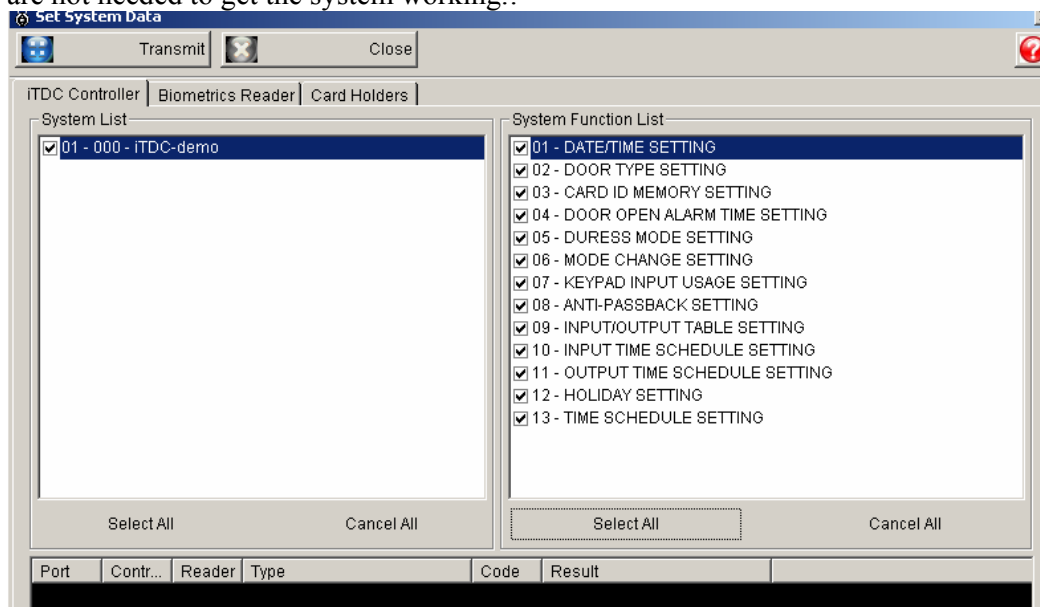 are not needed to get the system working!!
Set System Data
Transmit Close
iTDC Controller Biometrics Reader Card Holders
System List
01 - 000 - iTDC-demo
Select All Cancel All
System Function List
01 - DATE/TIME SETTING
02 - DOOR TYPE SETTING
03 - CARD ID MEMORY SETTING
04 - DOOR OPEN ALARM TIME SETTING
05 - DURESS MODE SETTING
06 - MODE CHANGE SETTING
07 - KEYPAD INPUT USAGE SETTING
08 - ANTI-PASSBACK SETTING
09 - INPUT/OUTPUT TABLE SETTING
10 - INPUT TIME SCHEDULE SETTING
11 - OUTPUT TIME SCHEDULE SETTING
12 - HOLIDAY SETTING
13 - TIME SCHEDULE SETTING
Select All Cancel All
Port Contr... Reader Type Code Result